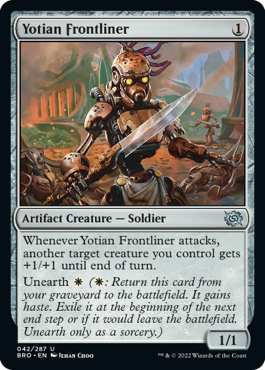 Yotian Frontliner 1
Artifact Creature — Soldier
Whenever Yotian Frontliner attacks,
another target creature you control gets
+1/+1 until end of turn.
Unearth (: Return this card from
your graveyard to the battlefield. It gains
haste. Exile it at the beginning of the next
end step or if it would leave the battlefield.
Unearth only as a sorcery.)
1/1
042/287 U
BRO • EN ILHAN CHOO
™ & © 2022 Wizards of the Coast